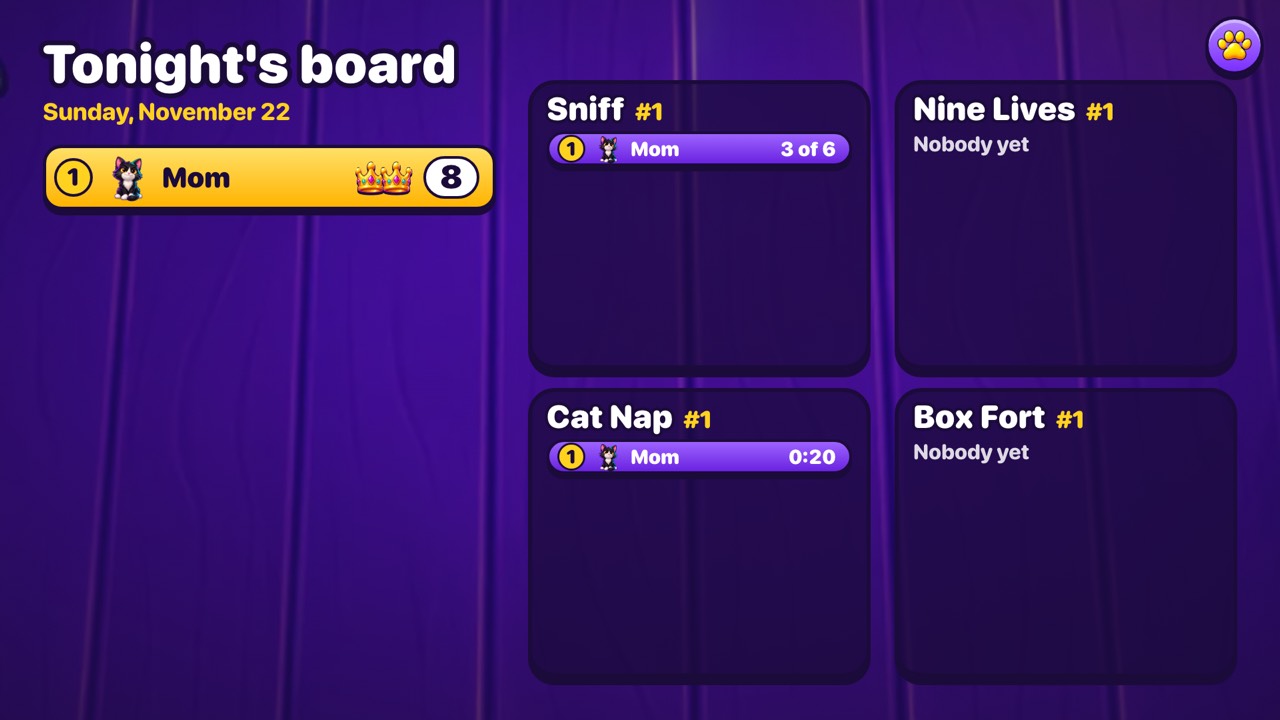 Tonight's board
Sunday, November 22
1 Mom 8
Sniff #1
1 Mom 3 of 6
Nine Lives #1
Nobody yet
Cat Nap #1
1 Mom 0:20
Box Fort #1
Nobody yet